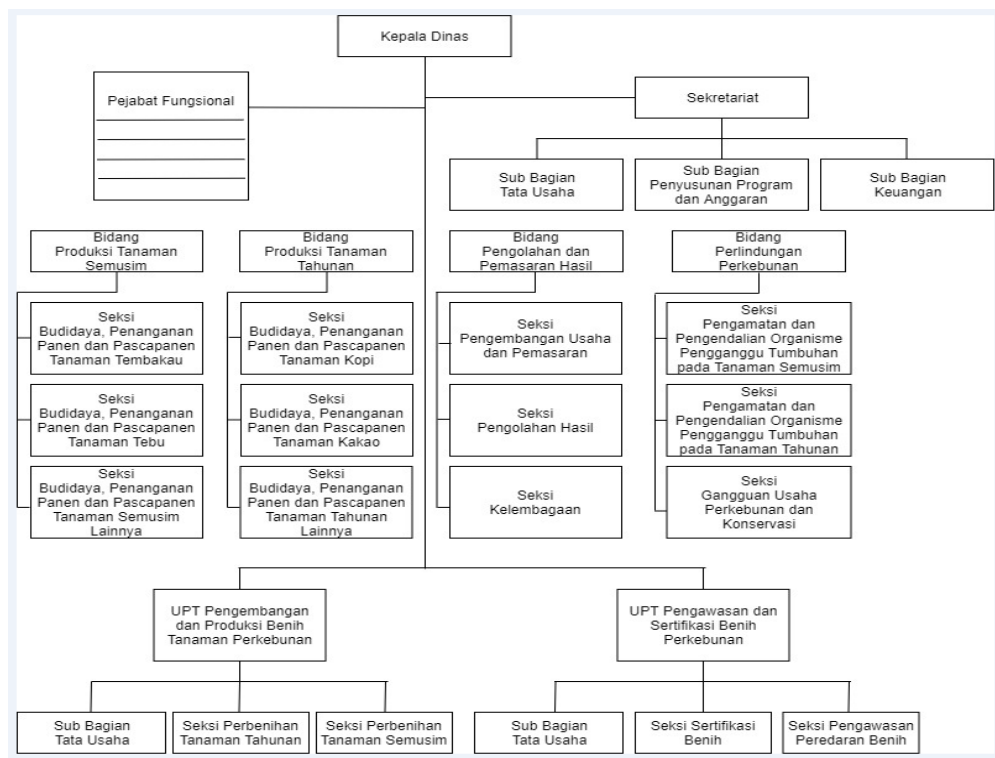 Kepala Dinas
Pejabat Fungsional
Sekretariat
Sub Bagian
Tata Usaha
Sub Bagian
Penyusunan Program
dan Anggaran
Sub Bagian
Keuangan
Bidang
Produksi Tanaman
Semusim
Bidang
Produksi Tanaman
Tahunan
Bidang
Pengolahan dan
Pemasaran Hasil
Bidang
Perlindungan
Perkebunan
Seksi
Budidaya, Penanganan
Panen dan Pascapanen
Tanaman Tembakau
Seksi
Budidaya, Penanganan
Panen dan Pascapanen
Tanaman Kopi
Seksi
Pengembangan Usaha
dan Pemasaran
Seksi
Pengamatan dan
Pengendalian Organisme
Pengganggu Tumbuhan
pada Tanaman Semusim
Seksi
Budidaya, Penanganan
Panen dan Pascapanen
Tanaman Tebu
Seksi
Budidaya, Penanganan
Panen dan Pascapanen
Tanaman Kakao
Seksi
Pengolahan Hasil
Seksi
Pengamatan dan
Pengendalian Organisme
Pengganggu Tumbuhan
pada Tanaman Tahunan
Seksi
Budidaya, Penanganan
Panen dan Pascapanen
Tanaman Semusim
Lainnya
Seksi
Budidaya, Penanganan
Panen dan Pascapanen
Tanaman Tahunan
Lainnya
Seksi
Kelembagaan
Seksi
Gangguan Usaha
Perkebunan dan
Konservasi
UPT Pengembangan
dan Produksi Benih
Tanaman Perkebunan
UPT Pengawasan dan
Sertifikasi Benih
Perkebunan
Sub Bagian
Tata Usaha
Seksi Perbenihan
Tanaman Tahunan
Seksi Perbenihan
Tanaman Semusim
Sub Bagian
Tata Usaha
Seksi Sertifikasi
Benih
Seksi Pengawasan
Peredaran Benih